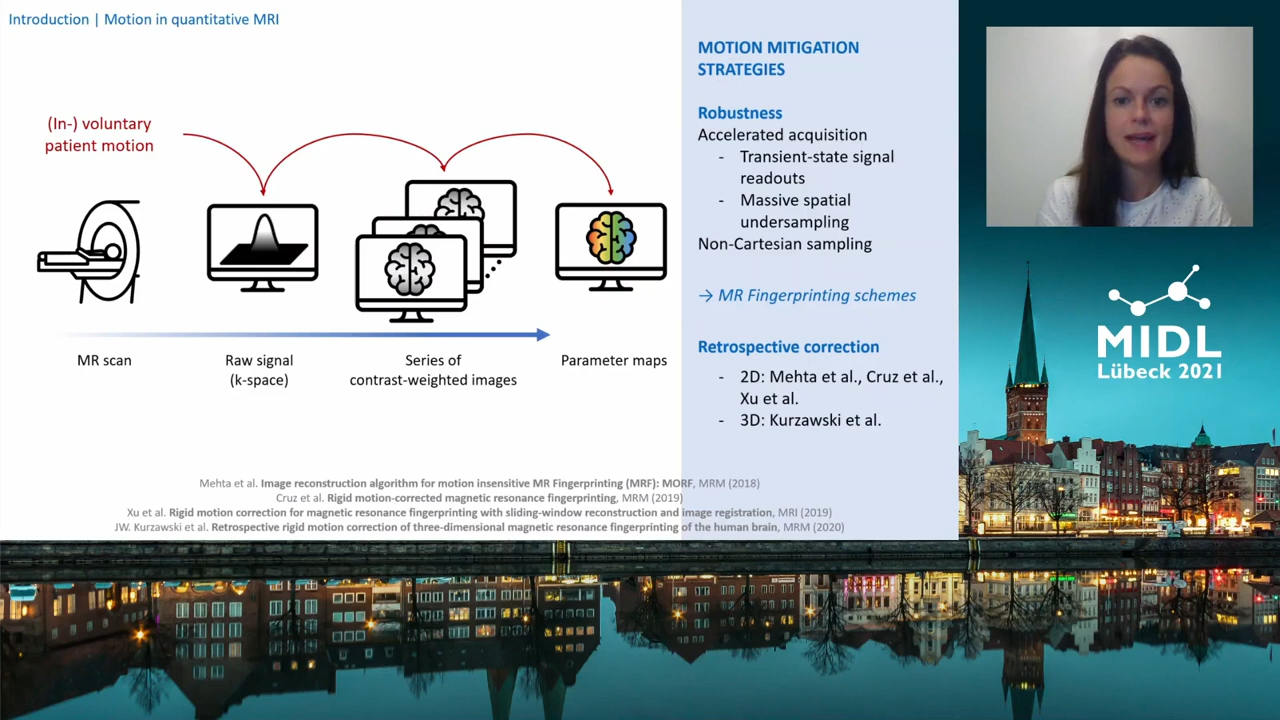 Introduction | Motion in quantitative MRI
(In-) voluntary
patient motion
MR scan
Raw signal
(k-space)
Series of
contrast-weighted images
Parameter maps
Mehta et al. Image reconstruction algorithm for motion insensitive MR Fingerprinting (MRF): MORF, MRM (2018)
Cruz et al. Rigid motion-corrected magnetic resonance fingerprinting, MRM (2019)
Xu et al. Rigid motion correction for magnetic resonance fingerprinting with sliding-window reconstruction and image registration, MRI (2019)
JW. Kurzawski et al. Retrospective rigid motion correction of three-dimensional magnetic resonance fingerprinting of the human brain, MRM (2020)
MOTION MITIGATION
STRATEGIES
Robustness
Accelerated acquisition
- Transient-state signal
readouts
- Massive spatial
undersampling
Non-Cartesian sampling
→ MR Fingerprinting schemes
Retrospective correction
- 2D: Mehta et al., Cruz et al.,
Xu et al.
- 3D: Kurzawski et al.
MIDL
Lübeck 2021